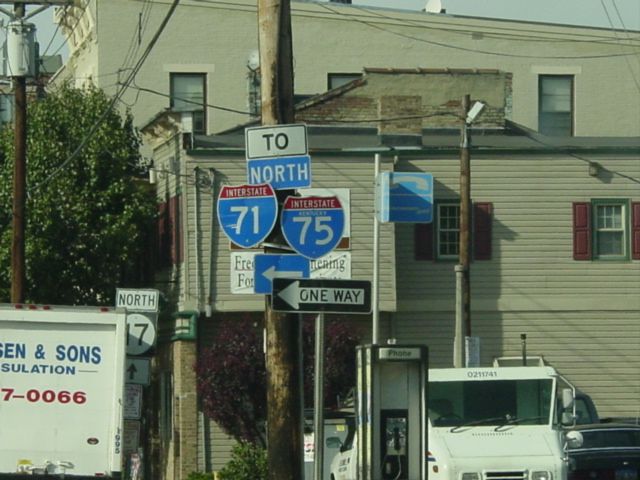 TO
NORTH
INTERSTATE
71
INTERSTATE
KENTUCKY
75
ONE WAY
NORTH
17
SEN & SONS
SULATION
7-0066
Phone
0211741